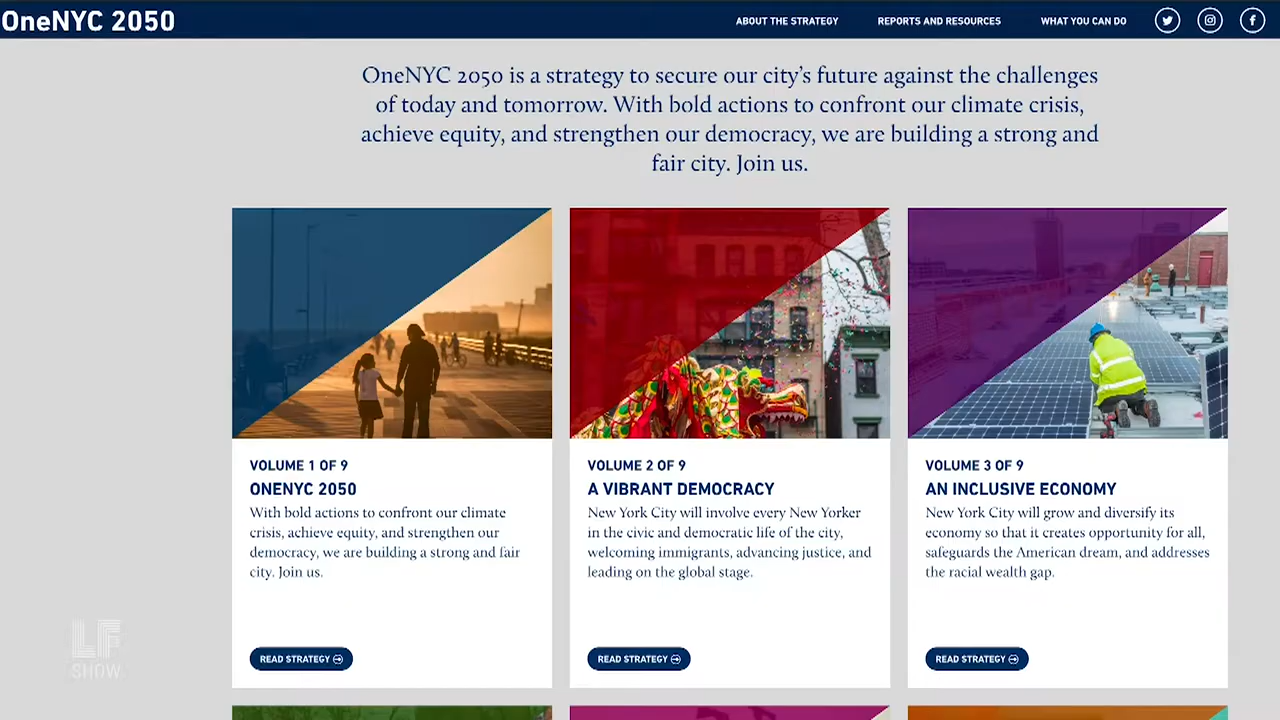 OneNYC 2050
ABOUT THE STRATEGY
REPORTS AND RESOURCES
WHAT YOU CAN DO
OneNYC 2050 is a strategy to secure our city's future against the challenges
of today and tomorrow. With bold actions to confront our climate crisis,
achieve equity, and strengthen our democracy, we are building a strong and
fair city. Join us.
VOLUME 1 OF 9
ONENYC 2050
With bold actions to confront our climate
crisis, achieve equity, and strengthen our
democracy, we are building a strong and fair
city. Join us.
READ STRATEGY
VOLUME 2 OF 9
A VIBRANT DEMOCRACY
New York City will involve every New Yorker
in the civic and democratic life of the city,
welcoming immigrants, advancing justice, and
leading on the global stage.
READ STRATEGY
VOLUME 3 OF 9
AN INCLUSIVE ECONOMY
New York City will grow and diversify its
economy so that it creates opportunity for all,
safeguards the American dream, and addresses
the racial wealth gap.
READ STRATEGY
LF
SHOW